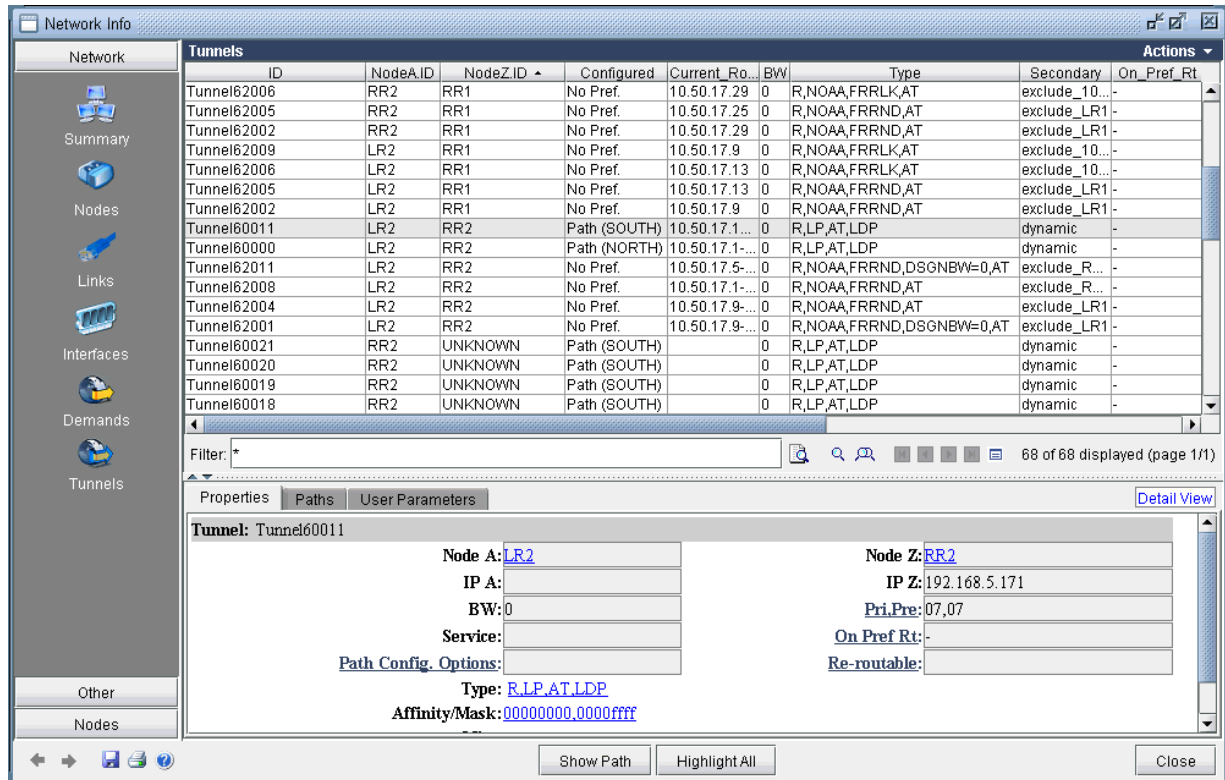 Network Info
Network
Summary
Nodes
Links
Interfaces
Demands
Tunnels
Other
Nodes
Tunnels Actions
ID NodeA.ID NodeZ.ID Configured Current_Ro... BW Type Secondary On_Pref_Rt
Tunnel62006 RR2 RR1 No Pref. 10.50.17.29 0 R,NOAA,FRRLK,AT exclude_10... -
Tunnel62005 RR2 RR1 No Pref. 10.50.17.25 0 R,NOAA,FRRND,AT exclude_LR1 -
Tunnel62002 RR2 RR1 No Pref. 10.50.17.29 0 R,NOAA,FRRND,AT exclude_LR1 -
Tunnel62009 LR2 RR1 No Pref. 10.50.17.9 0 R,NOAA,FRRLK,AT exclude_10... -
Tunnel62006 LR2 RR1 No Pref. 10.50.17.13 0 R,NOAA,FRRLK,AT exclude_10... -
Tunnel62005 LR2 RR1 No Pref. 10.50.17.13 0 R,NOAA,FRRND,AT exclude_LR1 -
Tunnel62002 LR2 RR1 No Pref. 10.50.17.9 0 R,NOAA,FRRND,AT exclude_LR1 -
Tunnel60011 LR2 RR2 Path (SOUTH) 10.50.17.1... 0 R,LP,AT,LDP dynamic -
Tunnel60000 LR2 RR2 Path (NORTH) 10.50.17.1-... 0 R,LP,AT,LDP dynamic -
Tunnel62011 LR2 RR2 No Pref. 10.50.17.5-... 0 R,NOAA,FRRND,DSGNBW=0,AT exclude_R... -
Tunnel62008 LR2 RR2 No Pref. 10.50.17.1-... 0 R,NOAA,FRRND,AT exclude_R... -
Tunnel62004 LR2 RR2 No Pref. 10.50.17.9-... 0 R,NOAA,FRRND,AT exclude_LR1 -
Tunnel62001 LR2 RR2 No Pref. 10.50.17.9-... 0 R,NOAA,FRRND,DSGNBW=0,AT exclude_LR1 -
Tunnel60021 RR2 UNKNOWN Path (SOUTH) 0 R,LP,AT,LDP dynamic -
Tunnel60020 RR2 UNKNOWN Path (SOUTH) 0 R,LP,AT,LDP dynamic -
Tunnel60019 RR2 UNKNOWN Path (SOUTH) 0 R,LP,AT,LDP dynamic -
Tunnel60018 RR2 UNKNOWN Path (SOUTH) 0 R,LP,AT,LDP dynamic -
Filter: * 68 of 68 displayed (page 1/1)
Properties Paths User Parameters Detail View
Tunnel: Tunnel60011
Node A: LR2 Node Z: RR2
IP A: IP Z: 192.168.5.171
BW: 0 Pri,Pre: 07,07
Service: On Pref Rt: -
Path Config. Options: Re-routable:
Type: R,LP,AT,LDP
Affinity/Mask: 00000000,0000ffff
Show Path Highlight All Close